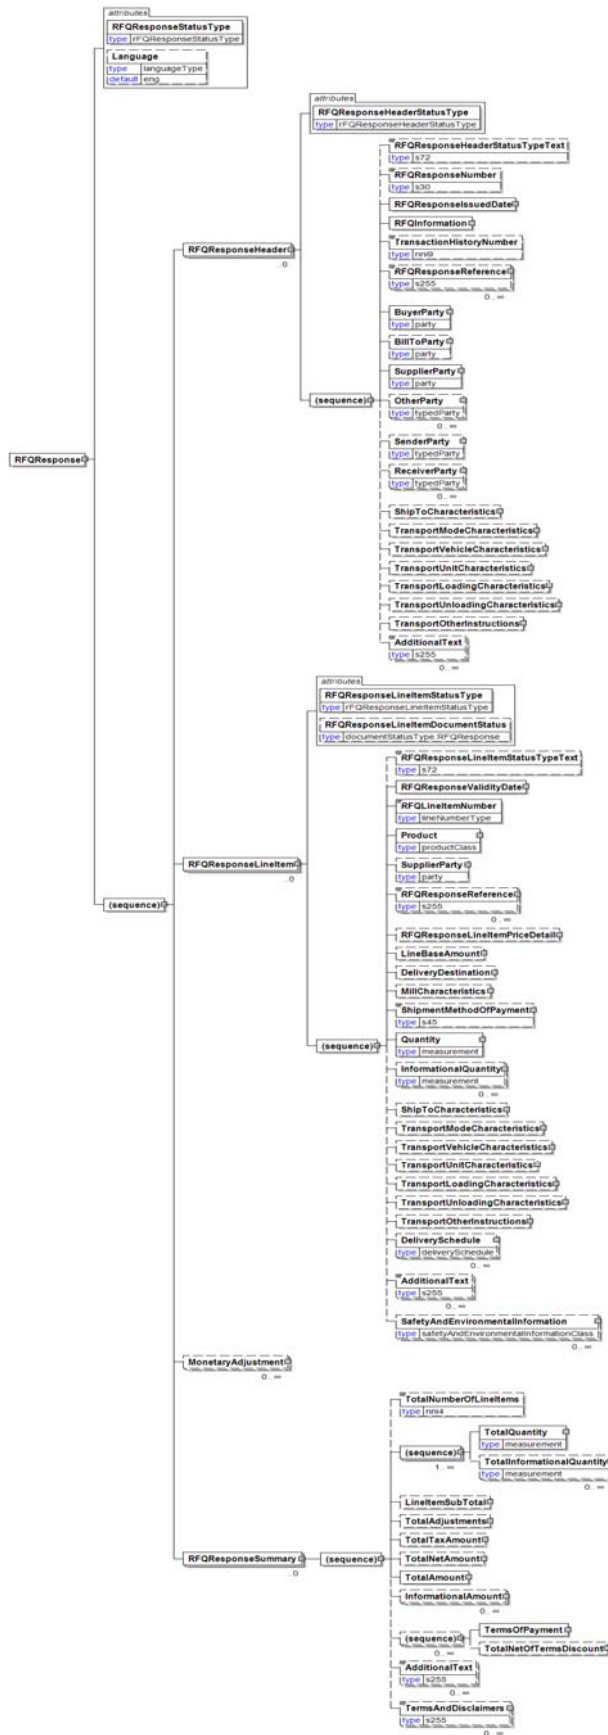 attributes
RFQResponseStatusType
type rFQResponseStatusType
Language
type languageType
default eng
attributes
RFQResponseHeaderStatusType
type rFQResponseHeaderStatusType
RFQResponseHeaderStatusTypeText
type s72
RFQResponseNumber
type s30
RFQResponseIssuedDate
RFQInformation
TransactionHistoryNumber
type nni9
RFQResponseHeader
..0
RFQResponseReference
type s255
0..∞
BuyerParty
type party
BillToParty
type party
SupplierParty
type party
(sequence)
OtherParty
type typedParty
0..∞
SenderParty
type typedParty
RFQResponse
ReceiverParty
type typedParty
0..∞
ShipToCharacteristics
TransportModeCharacteristics
TransportVehicleCharacteristics
TransportUnitCharacteristics
TransportLoadingCharacteristics
TransportUnloadingCharacteristics
TransportOtherInstructions
AdditionalText
type s255
0..∞
attributes
RFQResponseLineItemStatusType
type rFQResponseLineItemStatusType
RFQResponseLineItemDocumentStatus
type documentStatusType.RFQResponse
RFQResponseLineItemStatusTypeText
type s72
RFQResponseValidityDate
RFQLineItemNumber
type lineNumberType
Product
type productClass
RFQResponseLineItem
..0
SupplierParty
type party
RFQResponseReference
type s255
0..∞
(sequence)
RFQResponseLineItemPriceDetail
LineBaseAmount
DeliveryDestination
MillCharacteristics
ShipmentMethodOfPayment
type s45
(sequence)
Quantity
type measurement
InformationalQuantity
type measurement
0..∞
ShipToCharacteristics
TransportModeCharacteristics
TransportVehicleCharacteristics
TransportUnitCharacteristics
TransportLoadingCharacteristics
TransportUnloadingCharacteristics
TransportOtherInstructions
DeliverySchedule
type deliverySchedule
0..∞
AdditionalText
type s255
0..∞
SafetyAndEnvironmentalInformation
type safetyAndEnvironmentalInformationClass
0..∞
MonetaryAdjustment
0..∞
TotalNumberOfLineItems
type nni4
(sequence)
1..∞
TotalQuantity
type measurement
TotalInformationalQuantity
type measurement
0..∞
LineItemSubTotal
TotalAdjustments
TotalTaxAmount
RFQResponseSummary
..0
(sequence)
TotalNetAmount
TotalAmount
InformationalAmount
0..∞
(sequence)
0..∞
TermsOfPayment
TotalNetOfTermsDiscount
AdditionalText
type s255
0..∞
TermsAndDisclaimers
type s255
0..∞